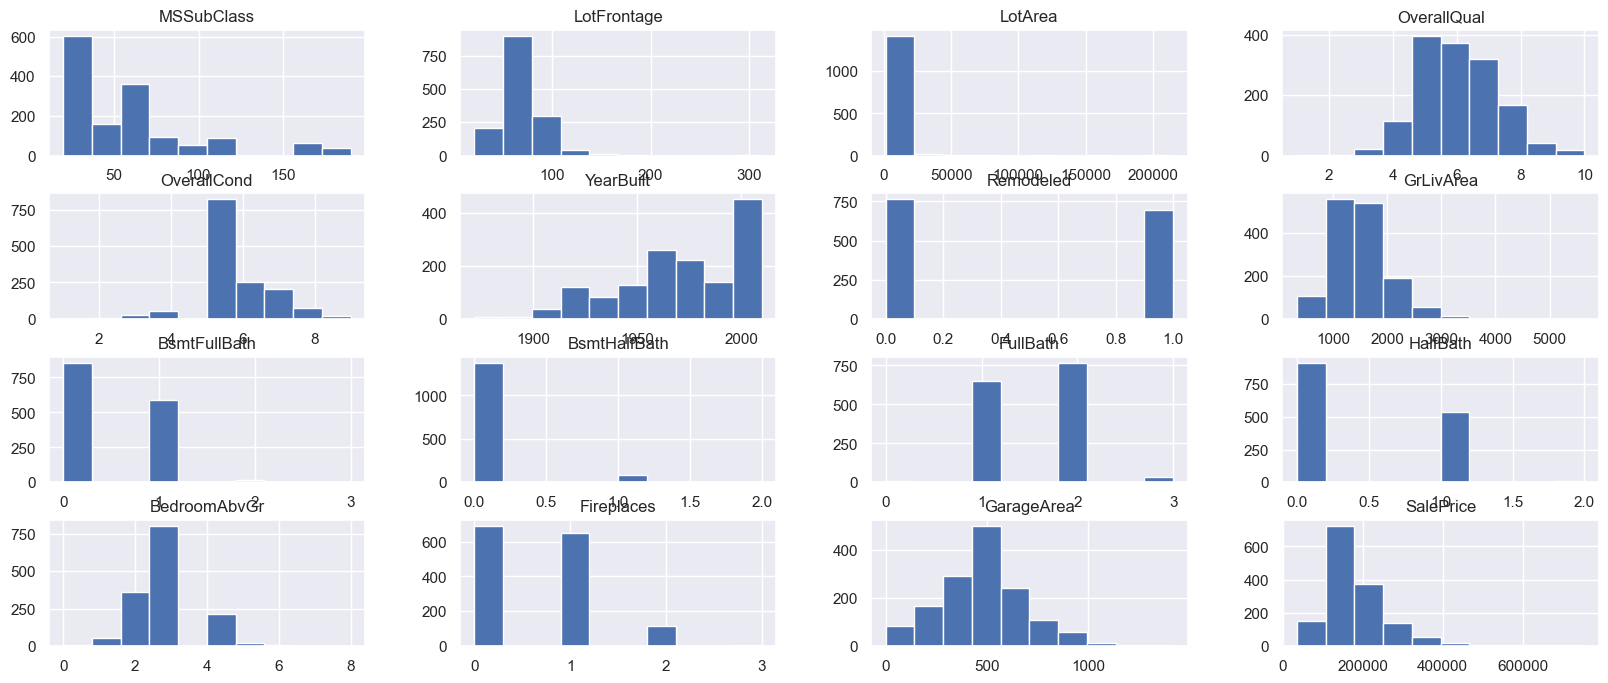 MSSubClass LotFrontage LotArea OverallQual
600 750 1000 400
400 500 500 200
200 250 0 0
0 0
50 100 150 100 200 300 0 50000 100000 150000 200000 2 4 6 8 10
OverallCond YearBuilt Remodeled GrLivArea
750 400 750 400
500 200 500 200
250 0 250 0
0 0
2 4 6 8 1900 1950 2000 0.0 0.2 0.4 0.6 0.8 1.0 1000 2000 3000 4000 5000
BsmtFullBath BsmtHalfBath FullBath HalfBath
750 1000 750 750
500 500 500 500
250 0 250 250
0 0 0
0 1 2 3 0.0 0.5 1.0 1.5 2.0 0 1 2 3 0.0 0.5 1.0 1.5 2.0
BedroomAbvGr Fireplaces GarageArea SalePrice
750 600 400 600
500 400 200 400
250 200 0 200
0 0 0
0 2 4 6 8 0 1 2 3 0 500 1000 0 200000 400000 600000